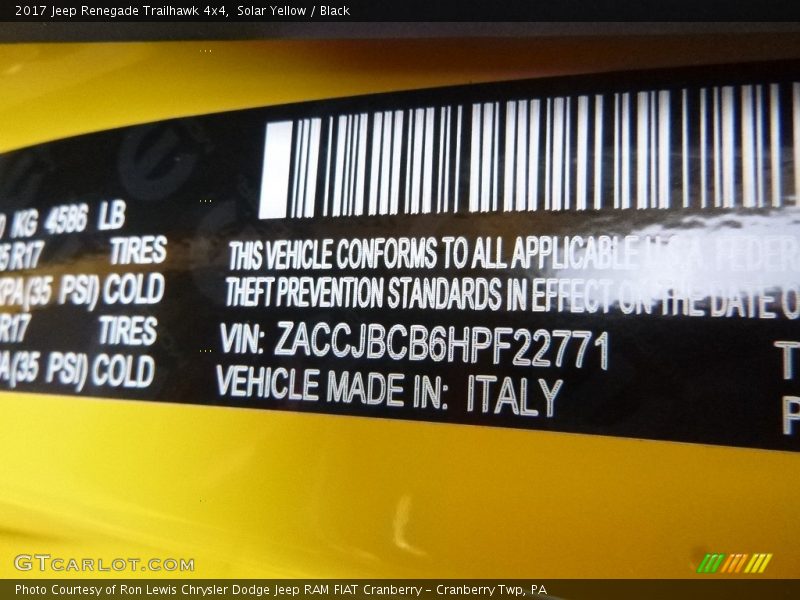 2017 Jeep Renegade Trailhawk 4x4, Solar Yellow / Black
KG 4586 LB
R17 TIRES
(35 PSI) COLD
R17 TIRES
(35 PSI) COLD
THIS VEHICLE CONFORMS TO ALL APPLICABLE U.S.A. FEDER
THEFT PREVENTION STANDARDS IN EFFECT ON THE DATE O
VIN: ZACCJBCB6HPF22771
VEHICLE MADE IN: ITALY
T
P
GTCARLOT.COM
Photo Courtesy of Ron Lewis Chrysler Dodge Jeep RAM FIAT Cranberry – Cranberry Twp, PA